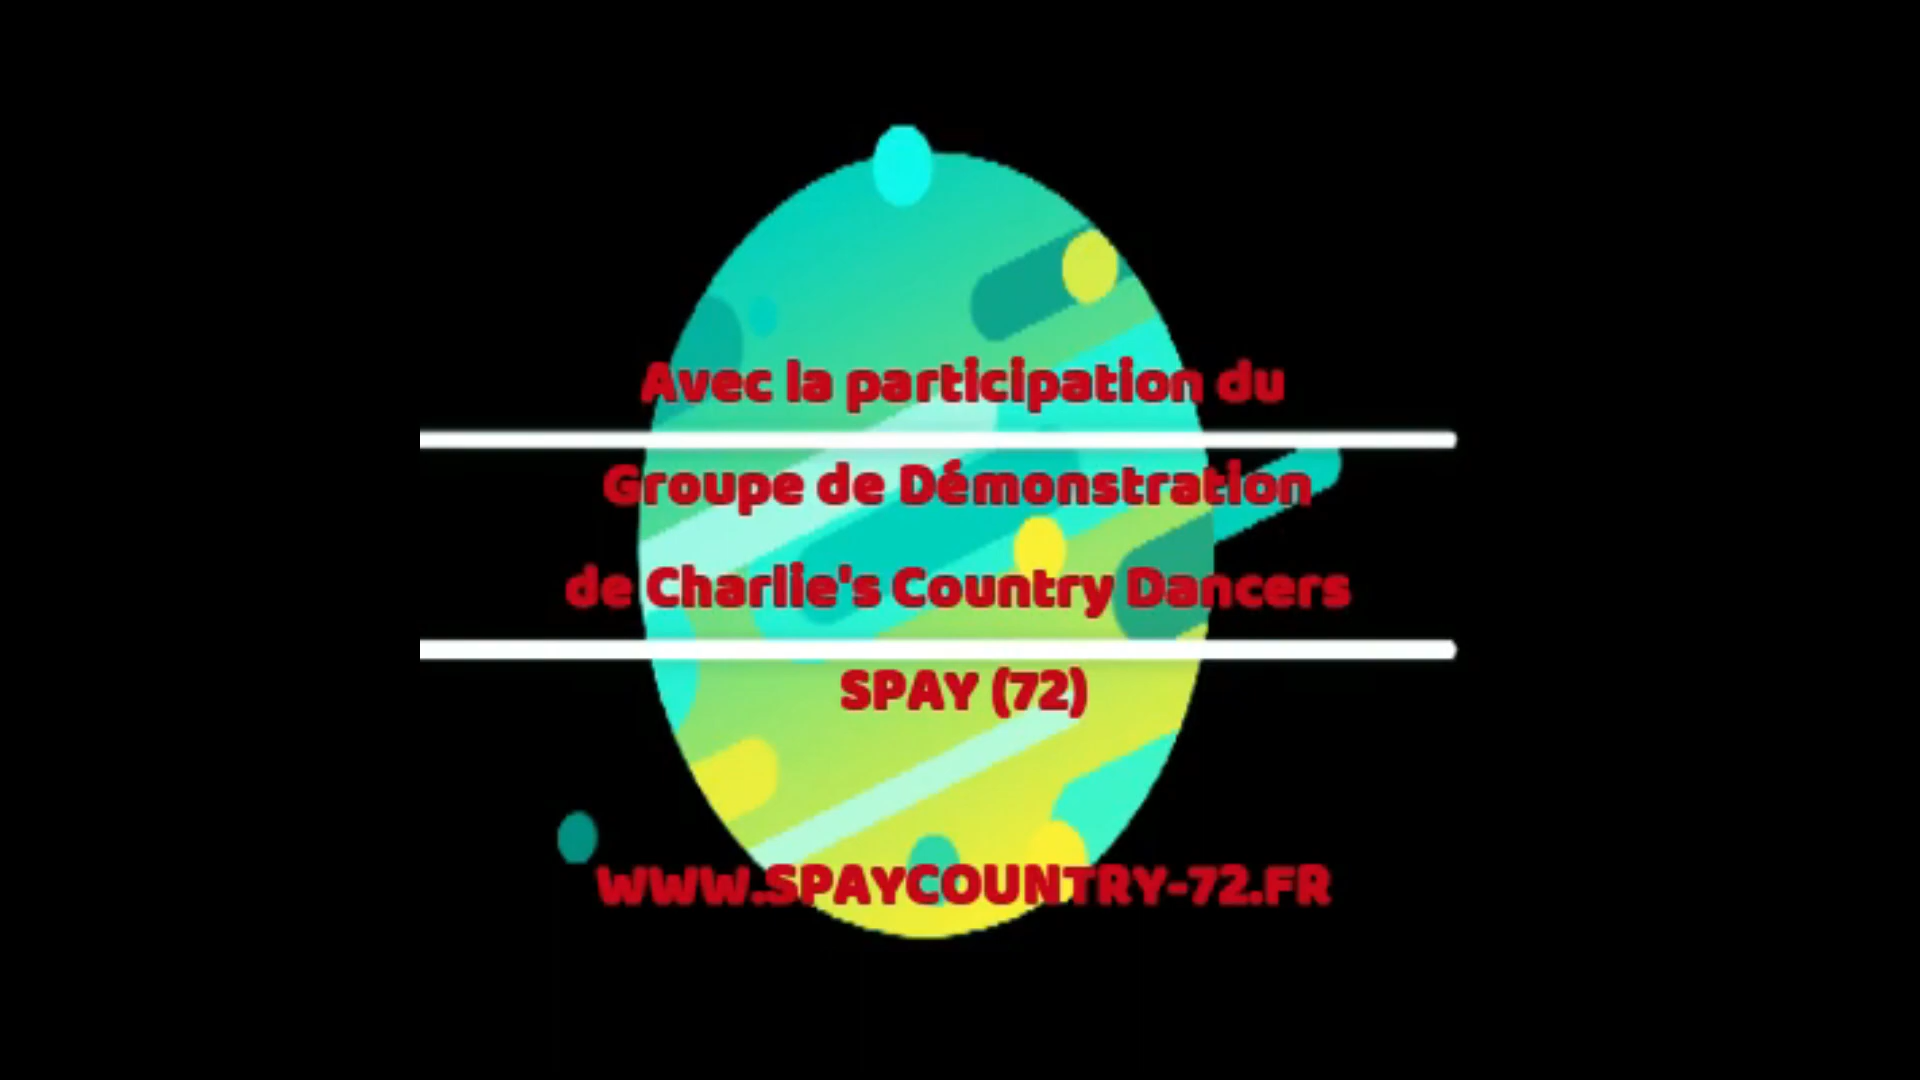 Avec la participation du
Groupe de Démonstration
de Charlie's Country Dancers
SPAY (72)
WWW.SPAYCOUNTRY-72.FR